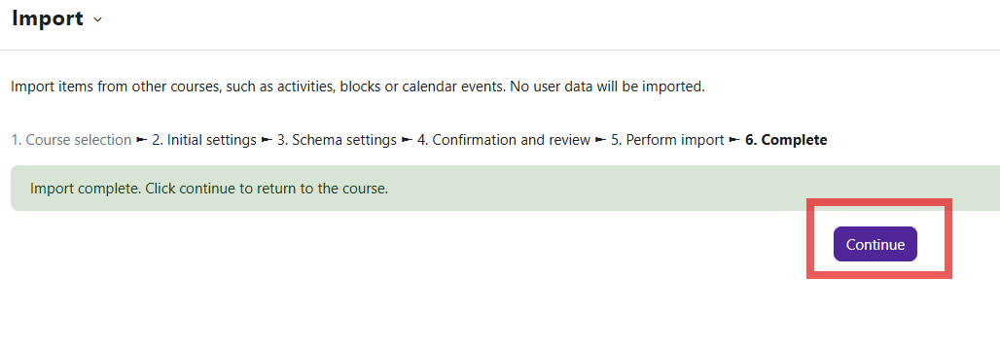 Import
Import items from other courses, such as activities, blocks or calendar events. No user data will be imported.
1. Course selection ► 2. Initial settings ► 3. Schema settings ► 4. Confirmation and review ► 5. Perform import ► 6. Complete
Import complete. Click continue to return to the course.
Continue